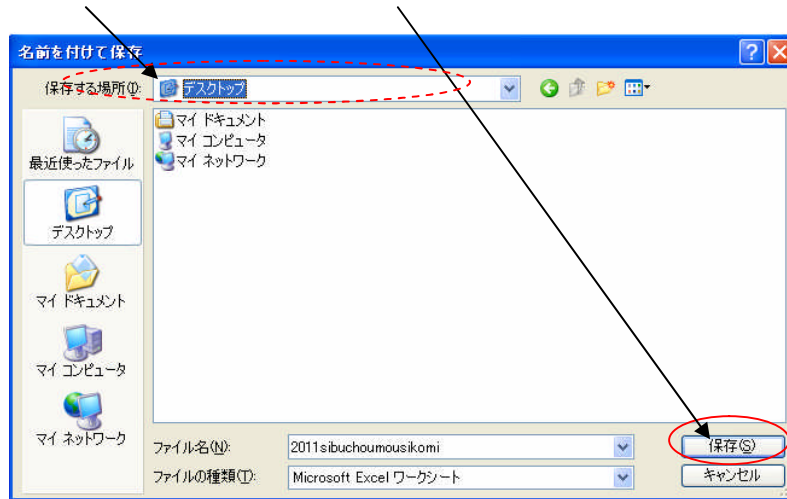 名前を付けて保存
保存する場所(I):
デスクトップ
マイ ドキュメント
マイ コンピュータ
マイ ネットワーク
最近使ったファイル
デスクトップ
マイ ドキュメント
マイ コンピュータ
マイ ネットワーク
ファイル名(N):
2011sibuchoumousikomi
保存(S)
ファイルの種類(T):
Microsoft Excel ワークシート
キャンセル